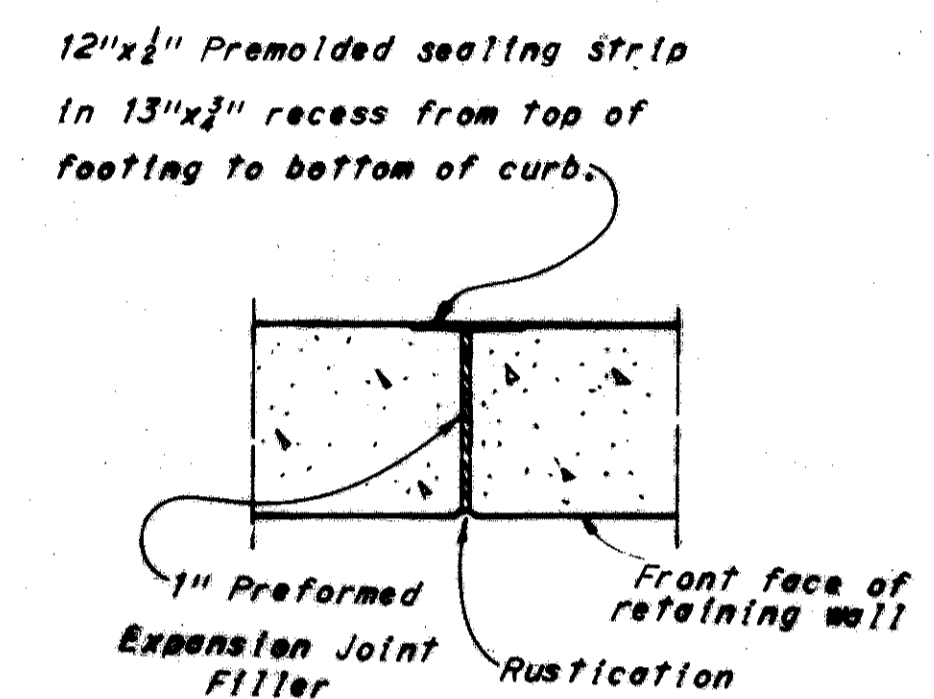 12"x½" Premolded sealing strip
in 13"x¾" recess from top of
footing to bottom of curb.
1" Preformed
Expansion Joint
Filler
Rustication
Front face of
retaining wall